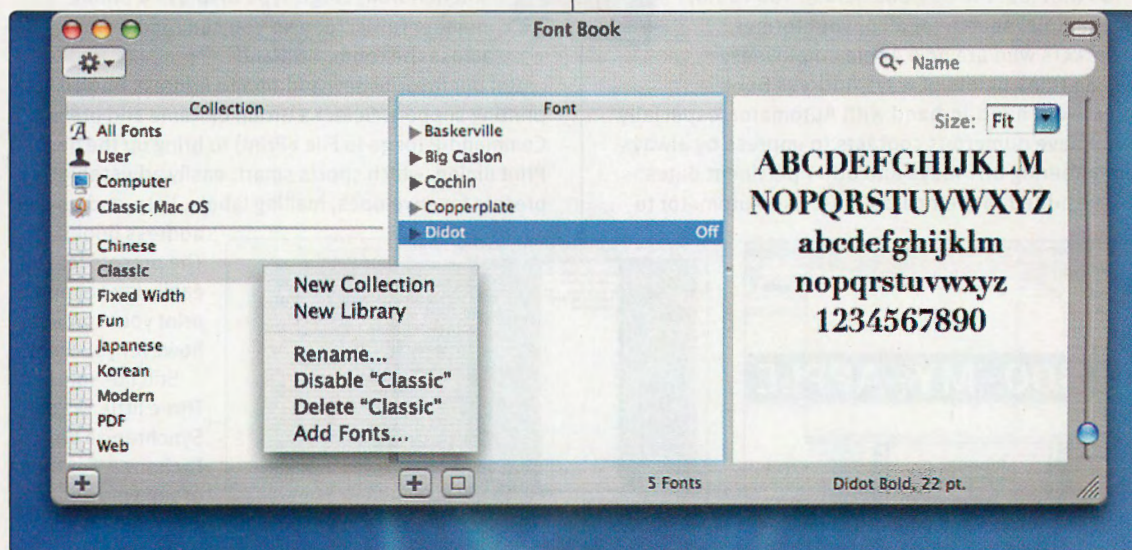 Font Book
Name
Collection
All Fonts
User
Computer
Classic Mac OS
Chinese
Classic
Fixed Width
Fun
Japanese
Korean
Modern
PDF
Web
New Collection
New Library
Rename...
Disable “Classic”
Delete “Classic”
Add Fonts...
Font
Baskerville
Big Caslon
Cochin
Copperplate
Didot Off
5 Fonts
Size: Fit
ABCDEFGHIJKLM
NOPQRSTUVWXYZ
abcdefghijklm
nopqrstuvwxyz
1234567890
Didot Bold, 22 pt.